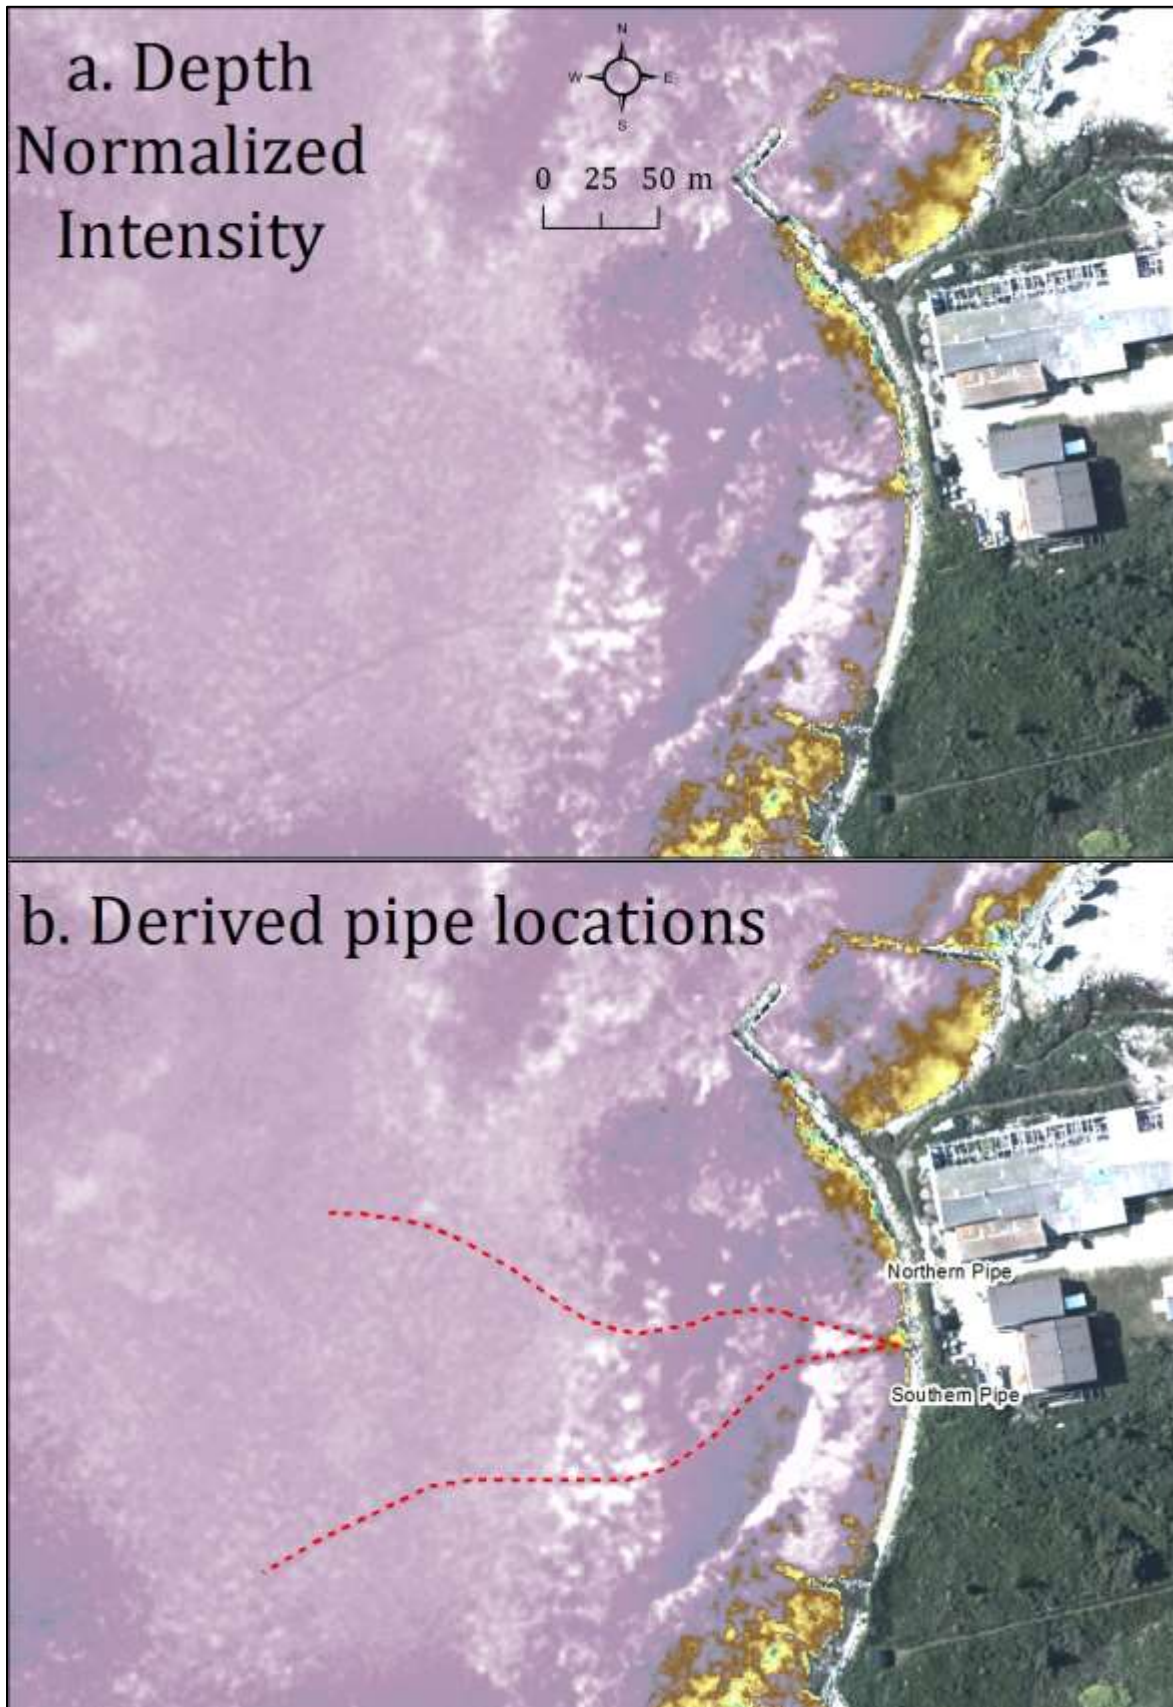 a. Depth
Normalized
Intensity
N
W E
S
0 25 50 m
b. Derived pipe locations
Northern Pipe
Southern Pipe